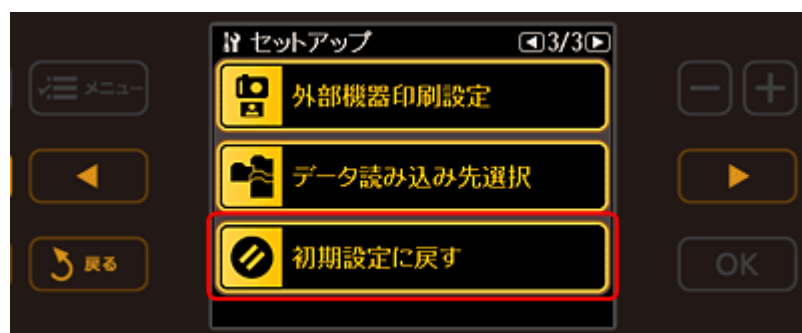 セットアップ 3/3
メニュー
外部機器印刷設定
データ読み込み先選択
戻る
初期設定に戻す
OK